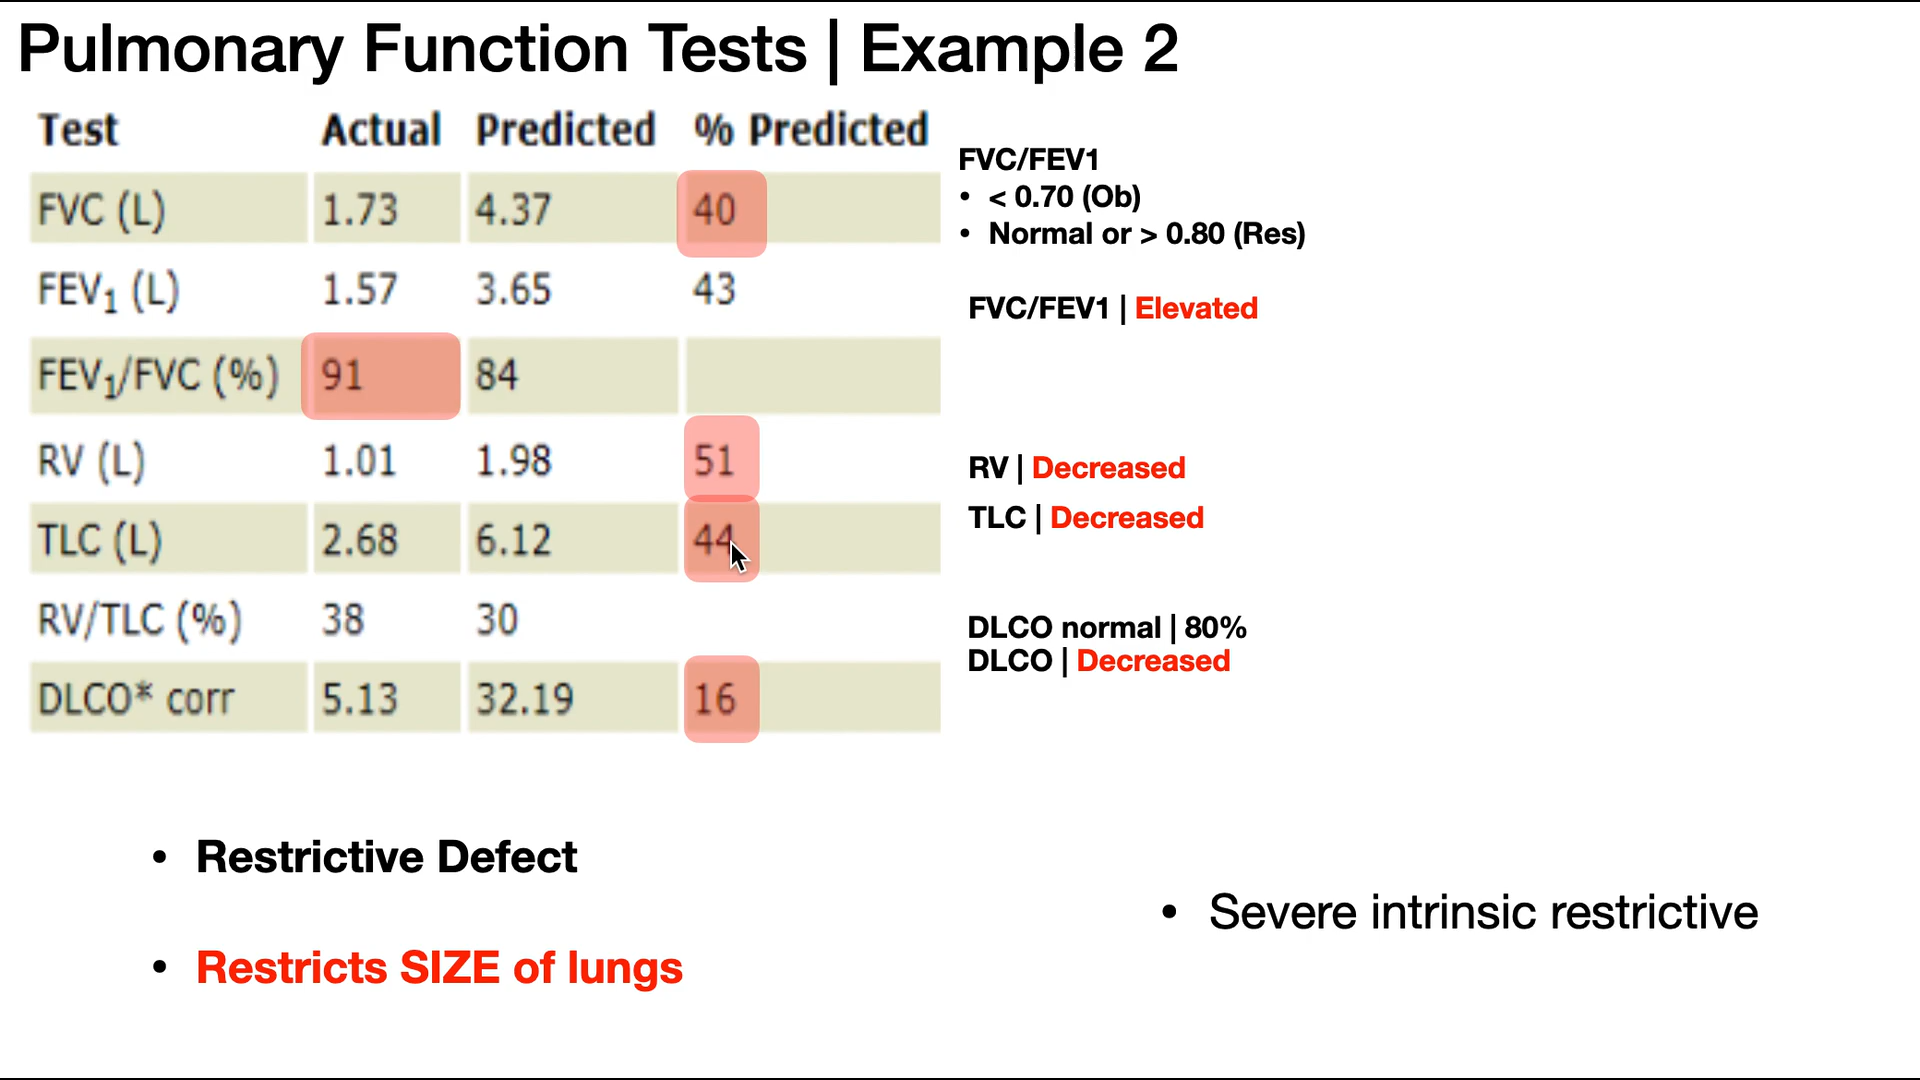 Pulmonary Function Tests | Example 2
Test Actual Predicted % Predicted
FVC (L) 1.73 4.37 40
FEV₁ (L) 1.57 3.65 43
FEV₁/FVC (%) 91 84
RV (L) 1.01 1.98 51
TLC (L) 2.68 6.12 44
RV/TLC (%) 38 30
DLCO* corr 5.13 32.19 16
FVC/FEV1
• < 0.70 (Ob)
• Normal or > 0.80 (Res)
FVC/FEV1 | Elevated
RV | Decreased
TLC | Decreased
DLCO normal | 80%
DLCO | Decreased
• Restrictive Defect
• Restricts SIZE of lungs
• Severe intrinsic restrictive